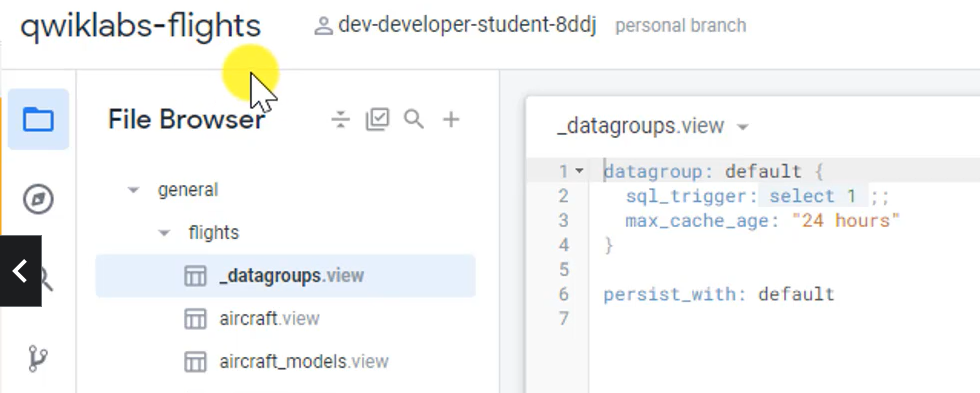 qwiklabs-flights
dev-developer-student-8ddj personal branch
File Browser
general
flights
_datagroups.view
aircraft.view
aircraft_models.view
_datagroups.view
1 datagroup: default {
2 sql_trigger: select 1 ;;
3 max_cache_age: "24 hours"
4 }
5
6 persist_with: default
7